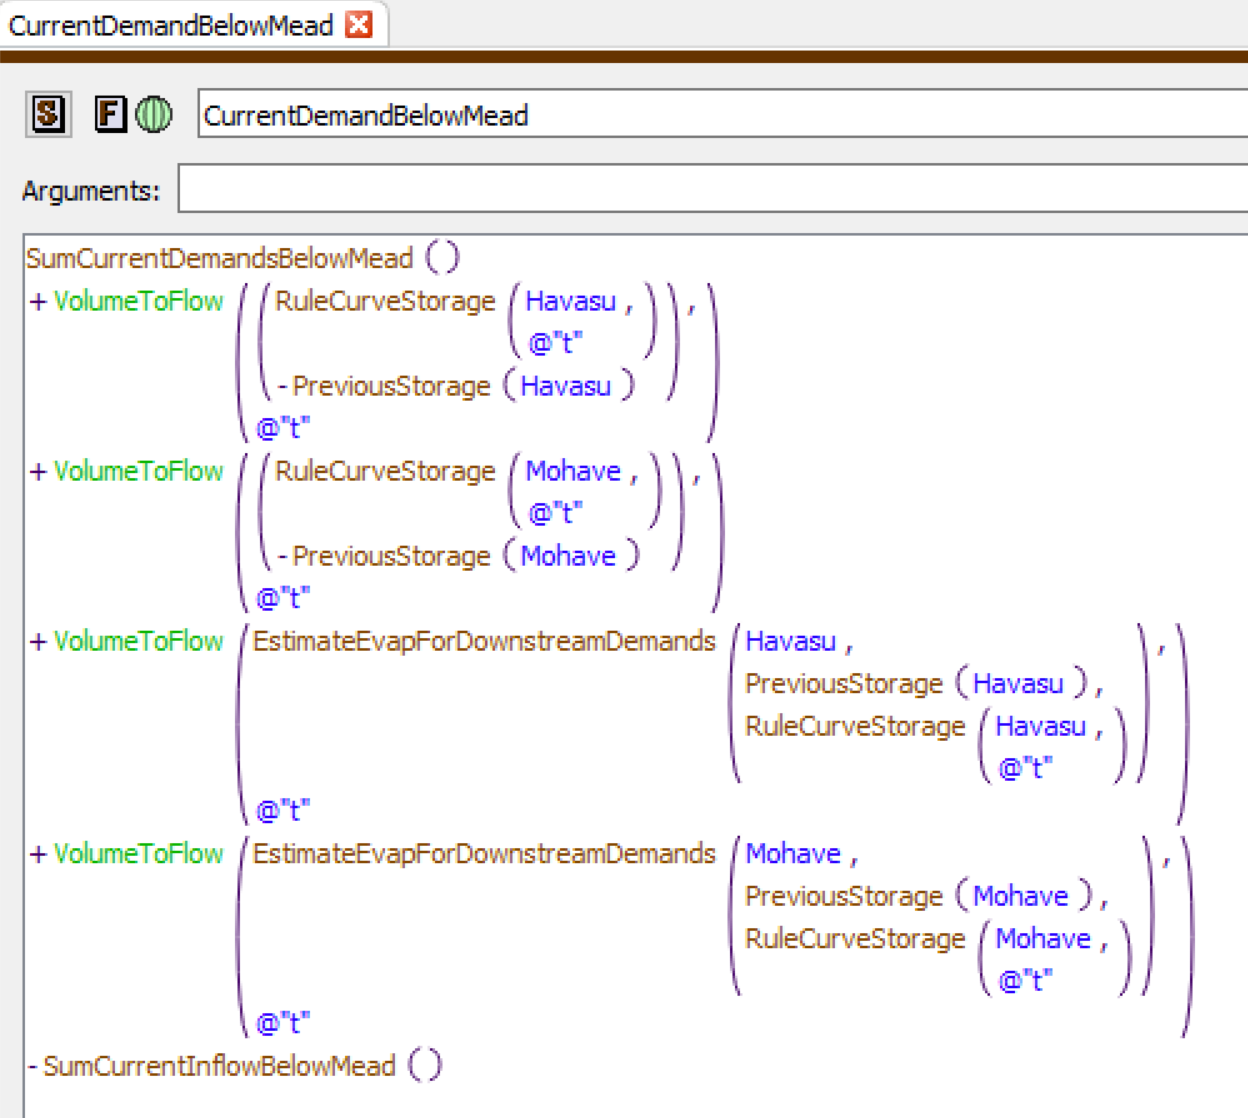 CurrentDemandBelowMead
S F CurrentDemandBelowMead
Arguments:
SumCurrentDemandsBelowMead ()
+ VolumeToFlow ( ( RuleCurveStorage ( Havasu , ) ) , )
@"t"
- PreviousStorage ( Havasu )
@"t"
+ VolumeToFlow ( ( RuleCurveStorage ( Mohave , ) ) , )
@"t"
- PreviousStorage ( Mohave )
@"t"
+ VolumeToFlow ( EstimateEvapForDownstreamDemands ( Havasu , ) , )
PreviousStorage ( Havasu ) ,
RuleCurveStorage ( Havasu , )
@"t"
@"t"
+ VolumeToFlow ( EstimateEvapForDownstreamDemands ( Mohave , ) , )
PreviousStorage ( Mohave ) ,
RuleCurveStorage ( Mohave , )
@"t"
@"t"
- SumCurrentInflowBelowMead ()